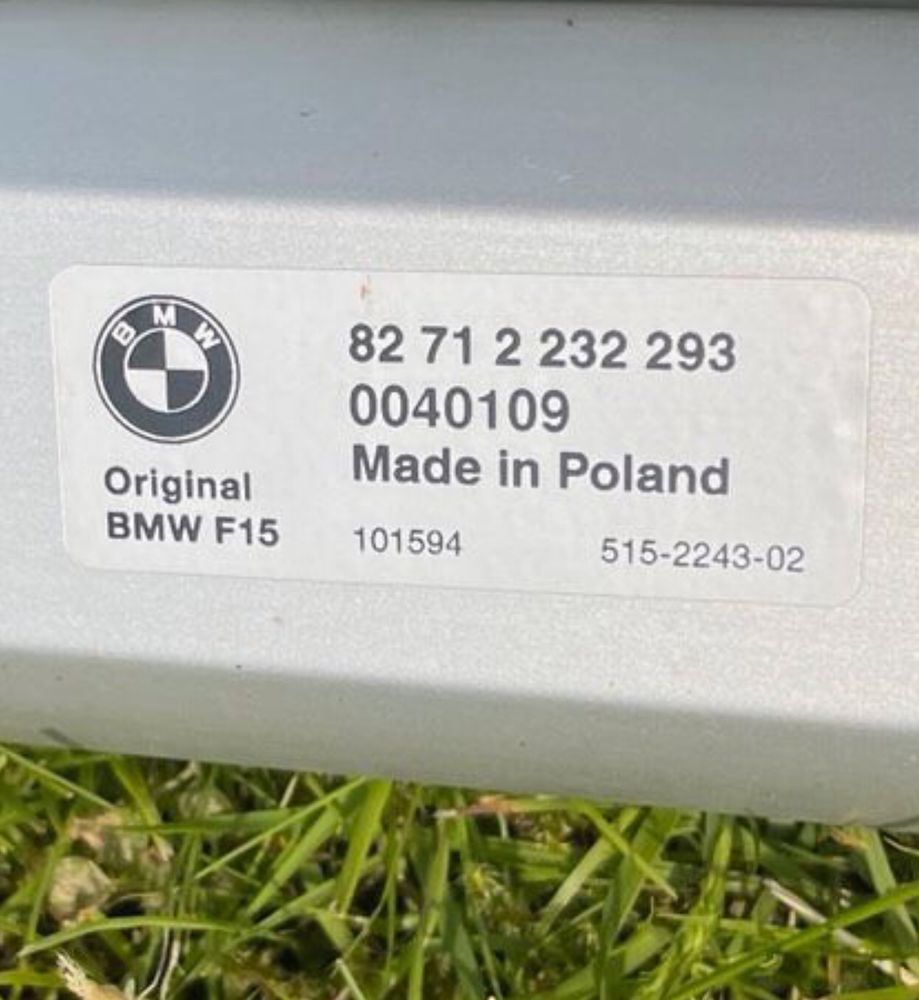 BMW
82 71 2 232 293
0040109
Made in Poland
Original
BMW F15
101594
515-2243-02